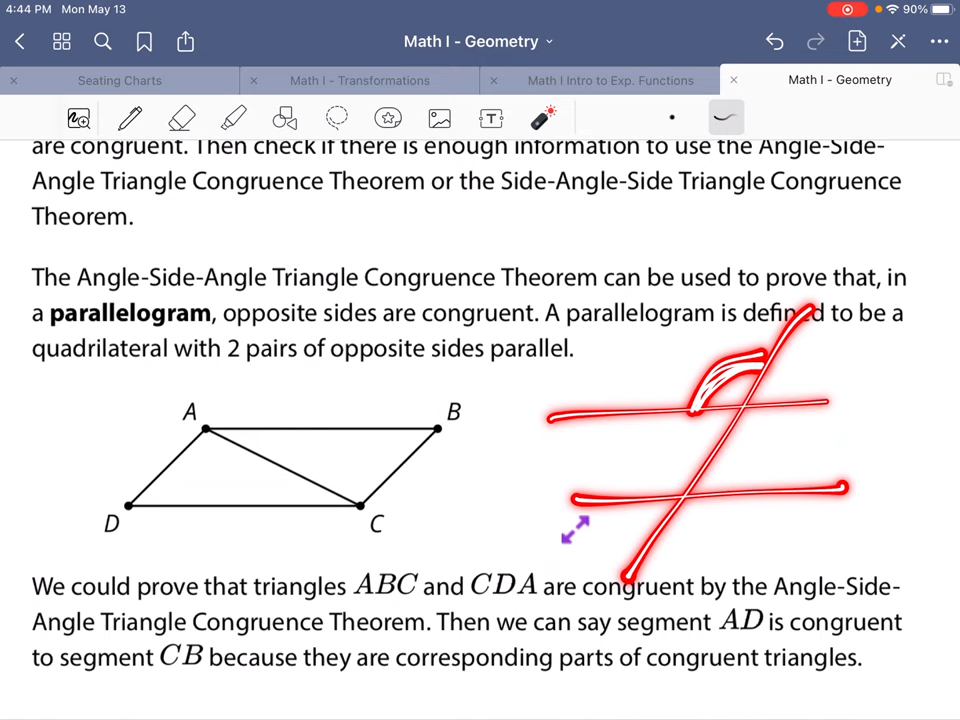 4:44 PM Mon May 13
90%
Math I - Geometry
Seating Charts
Math I - Transformations
Math I Intro to Exp. Functions
Math I - Geometry
T
are congruent. Then check if there is enough information to use the Angle-Side-
Angle Triangle Congruence Theorem or the Side-Angle-Side Triangle Congruence
Theorem.
The Angle-Side-Angle Triangle Congruence Theorem can be used to prove that, in
a parallelogram, opposite sides are congruent. A parallelogram is defined to be a
quadrilateral with 2 pairs of opposite sides parallel.
A
B
D
C
We could prove that triangles ABC and CDA are congruent by the Angle-Side-
Angle Triangle Congruence Theorem. Then we can say segment AD is congruent
to segment CB because they are corresponding parts of congruent triangles.